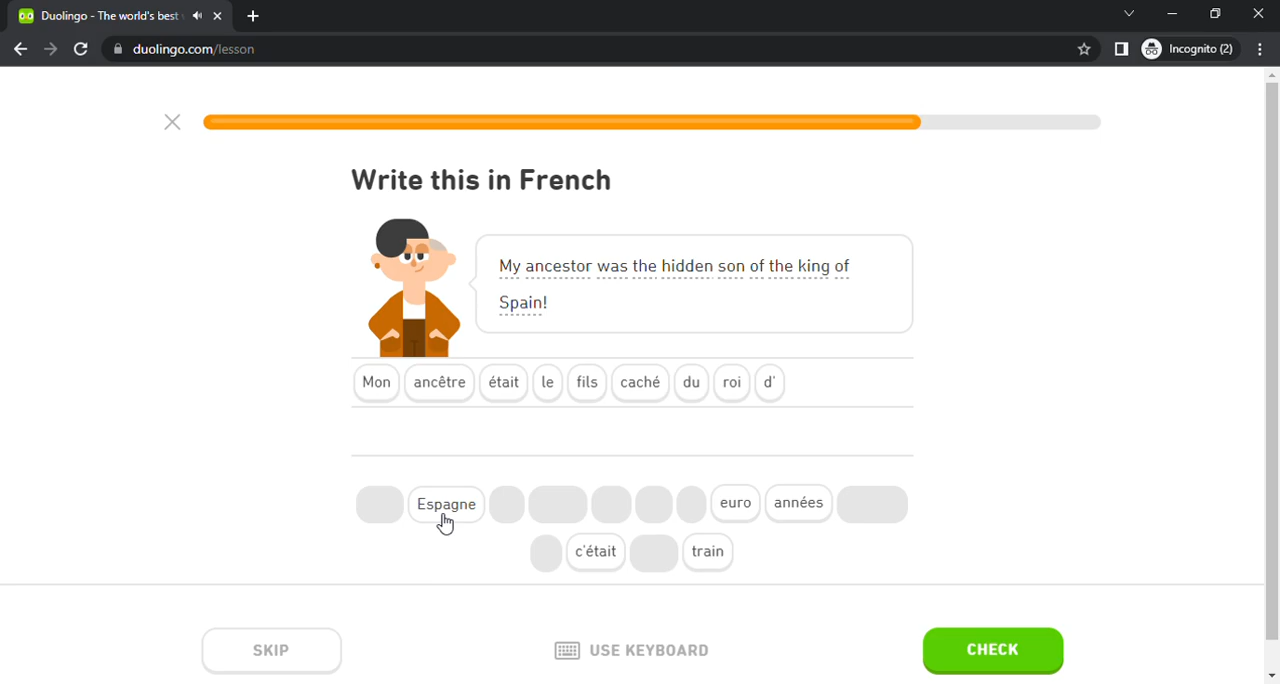 Duolingo - The world's best
duolingo.com/lesson
Incognito (2)
Write this in French
My ancestor was the hidden son of the king of
Spain!
Mon ancêtre était le fils caché du roi d'
Espagne euro années
c'était train
SKIP USE KEYBOARD CHECK